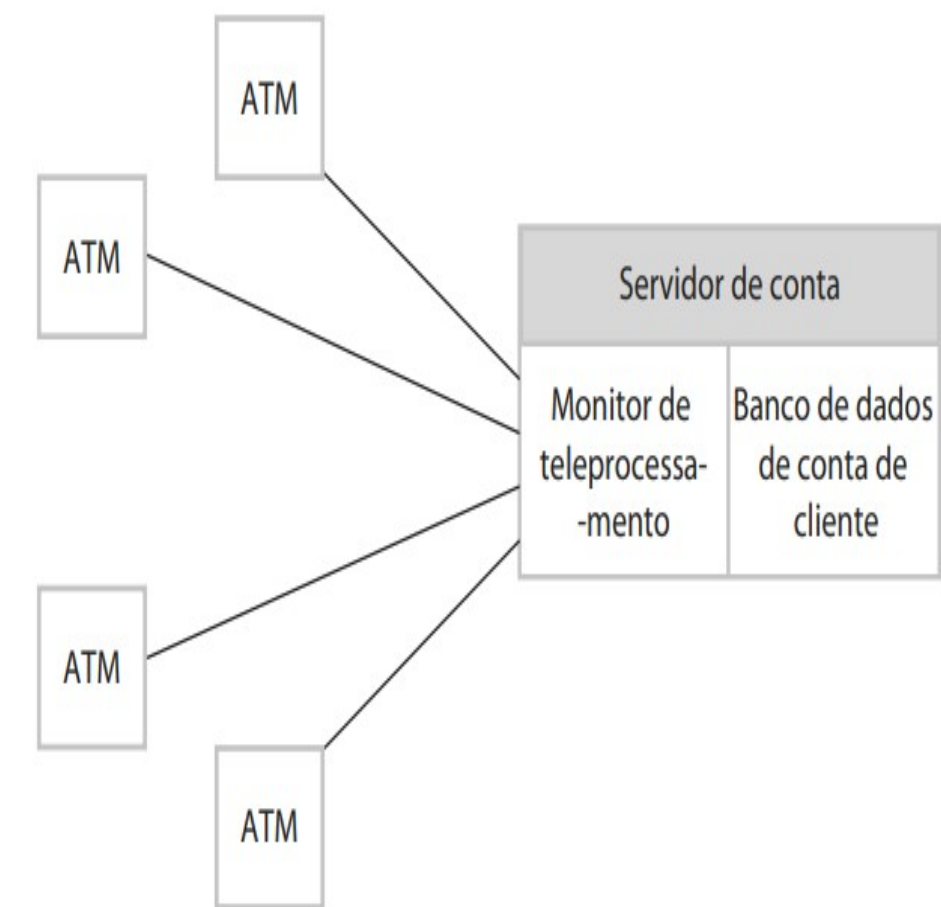 ATM
ATM
Servidor de conta
Monitor de
teleprocessa-
-mento
Banco de dados
de conta de
cliente
ATM
ATM